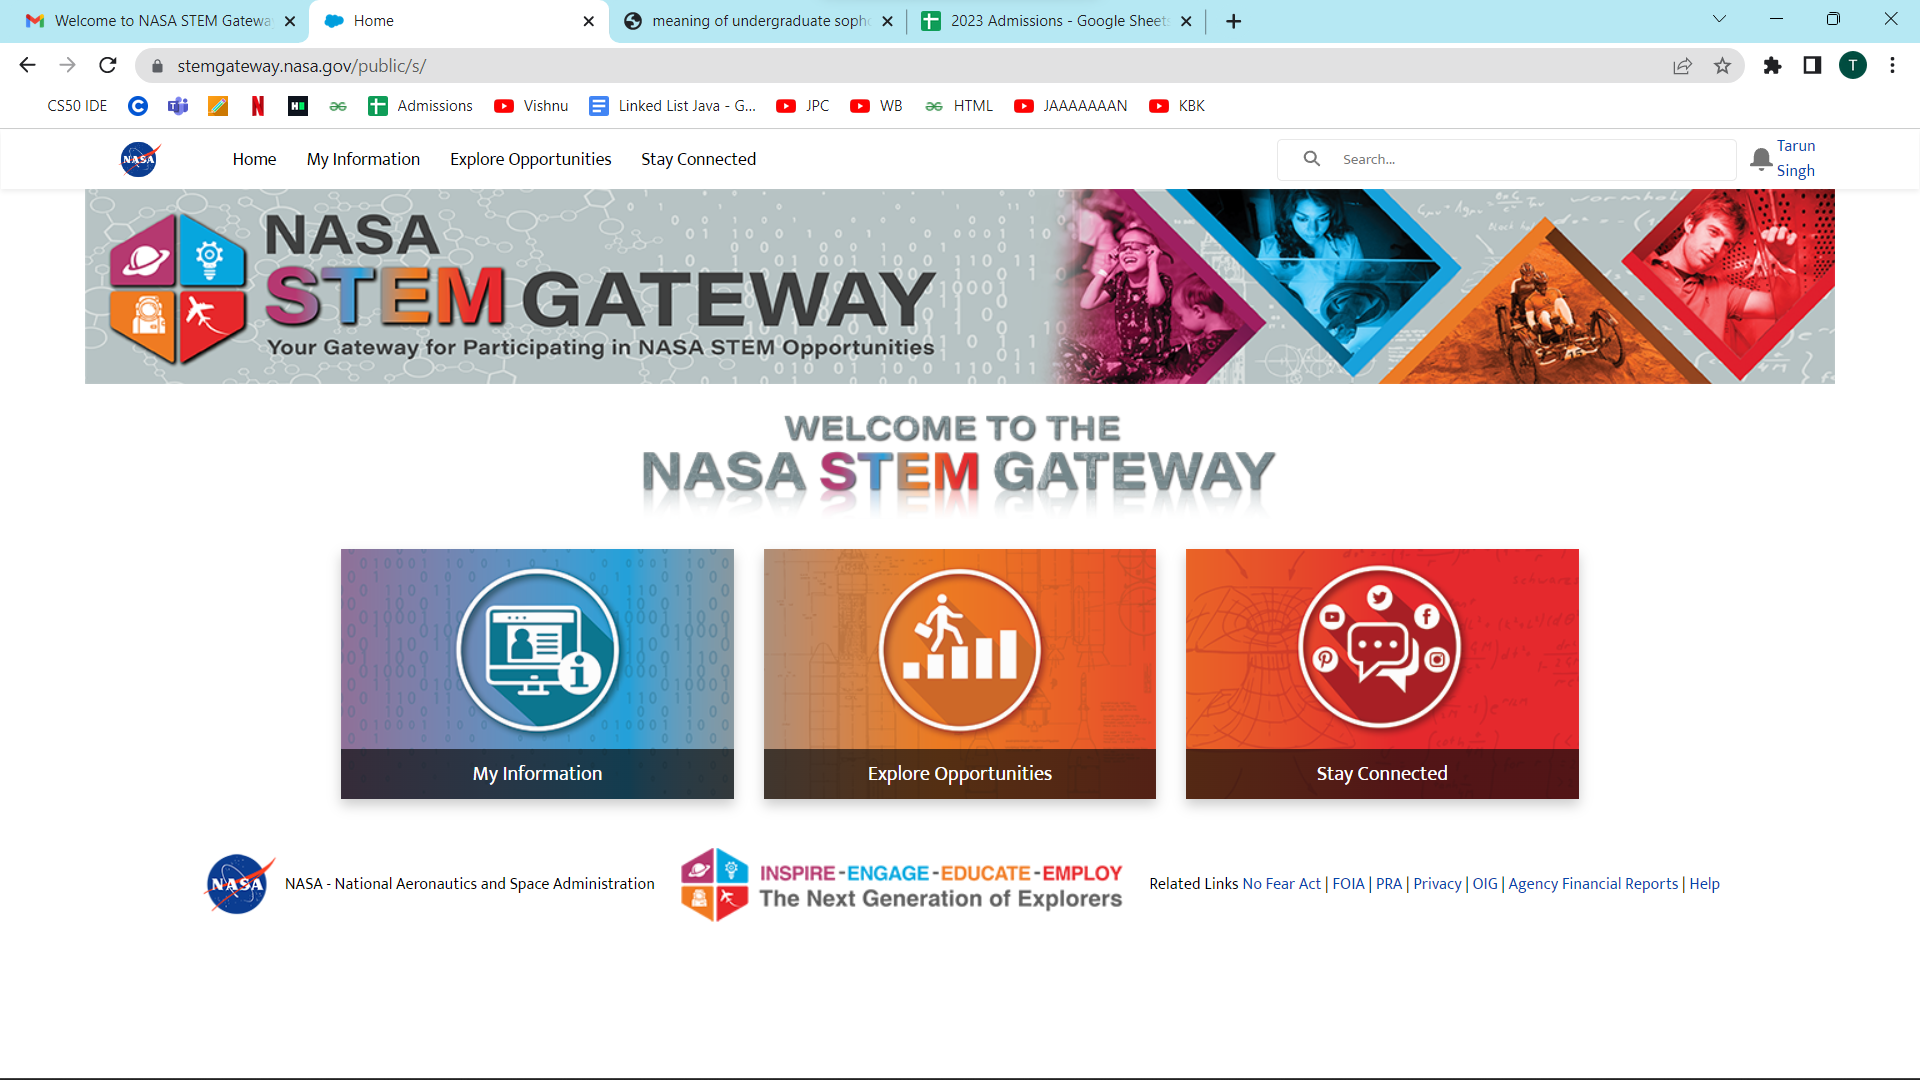 Welcome to NASA STEM Gatewa
Home
meaning of undergraduate soph
2023 Admissions - Google Sheets
stemgateway.nasa.gov/public/s/
T
CS50 IDE
Admissions
Vishnu
Linked List Java - G...
JPC
WB
HTML
JAAAAAAAN
KBK
NASA
Home
My Information
Explore Opportunities
Stay Connected
Search...
Tarun
Singh
NASA
STEM GATEWAY
Your Gateway for Participating in NASA STEM Opportunities
WELCOME TO THE
NASA STEM GATEWAY
My Information
Explore Opportunities
Stay Connected
NASA
NASA - National Aeronautics and Space Administration
INSPIRE - ENGAGE - EDUCATE - EMPLOY
The Next Generation of Explorers
Related Links No Fear Act | FOIA | PRA | Privacy | OIG | Agency Financial Reports | Help